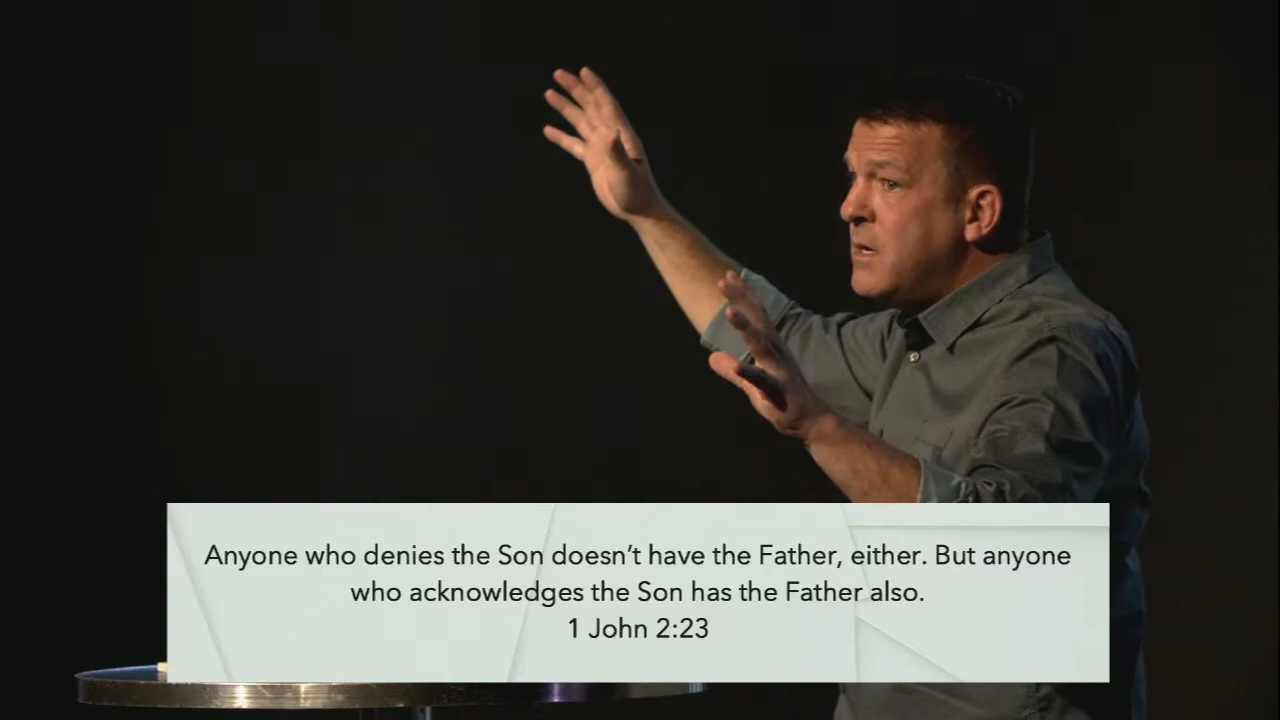 Anyone who denies the Son doesn't have the Father, either. But anyone
who acknowledges the Son has the Father also.
1 John 2:23